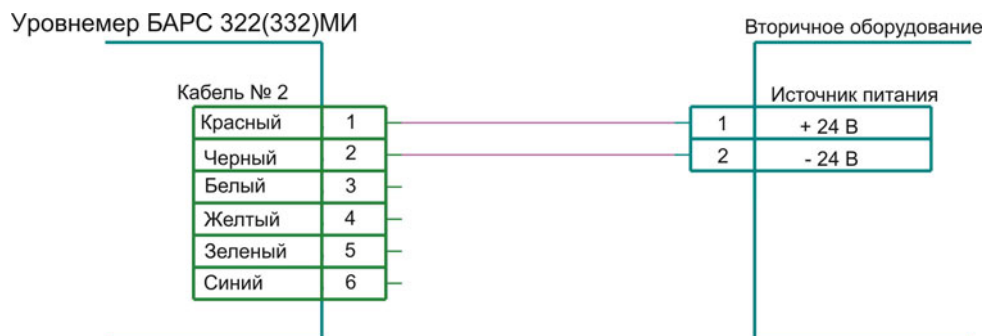 Уровнемер БАРС 322(332)МИ
Вторичное оборудование
Кабель № 2
Источник питания
Красный 1 1 + 24 В
Черный 2 2 - 24 В
Белый 3
Желтый 4
Зеленый 5
Синий 6